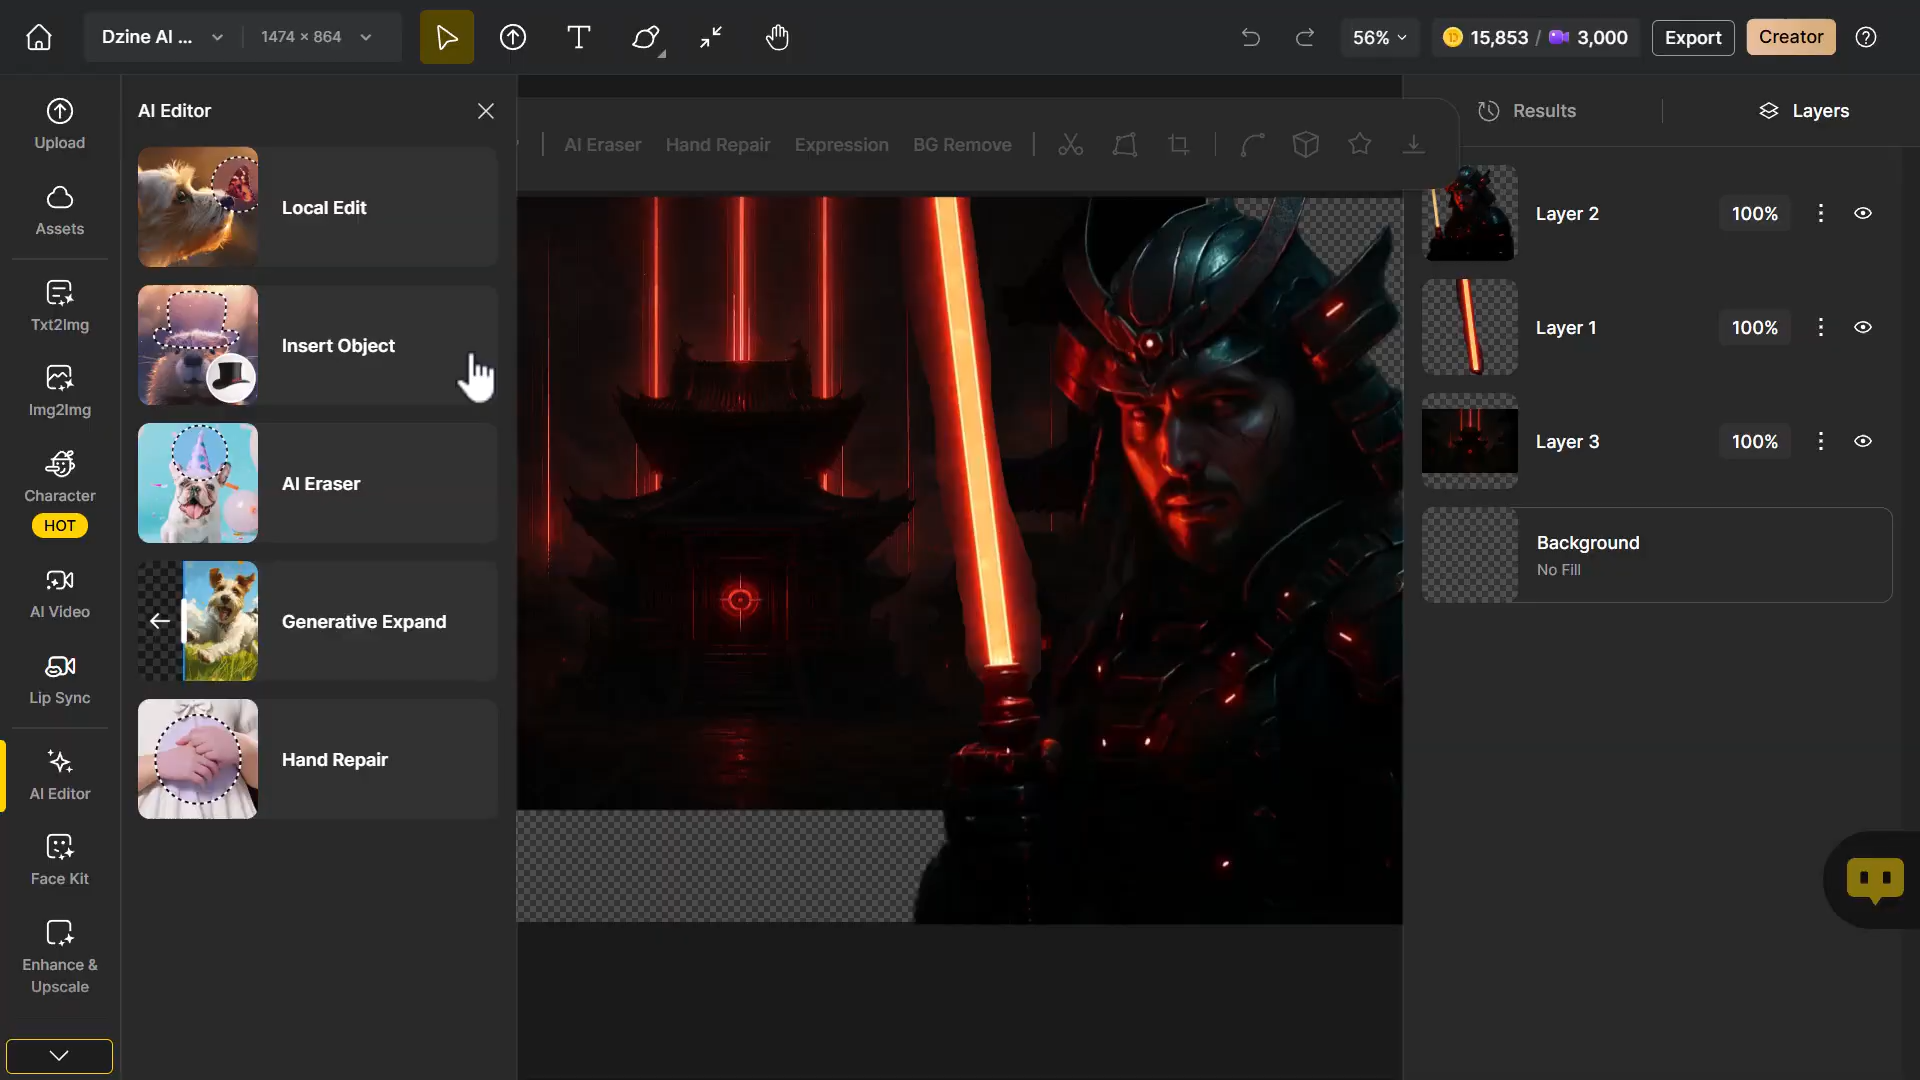 Dzine AI ...
1474 × 864
T
56%
15,853 / 3,000
Export
Creator
Upload
Assets
Txt2Img
Img2Img
Character
HOT
AI Video
Lip Sync
AI Editor
Face Kit
Enhance &
Upscale
AI Editor
Local Edit
Insert Object
AI Eraser
Generative Expand
Hand Repair
AI Eraser
Hand Repair
Expression
BG Remove
Results
Layers
Layer 2
100%
Layer 1
100%
Layer 3
100%
Background
No Fill